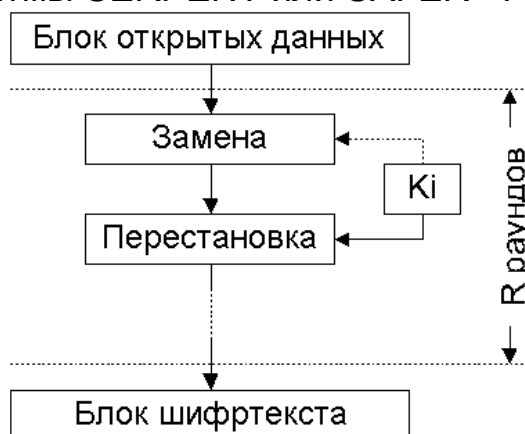 Блок открытых данных
Замена
Ki
Перестановка
R раундов
Блок шифртекста